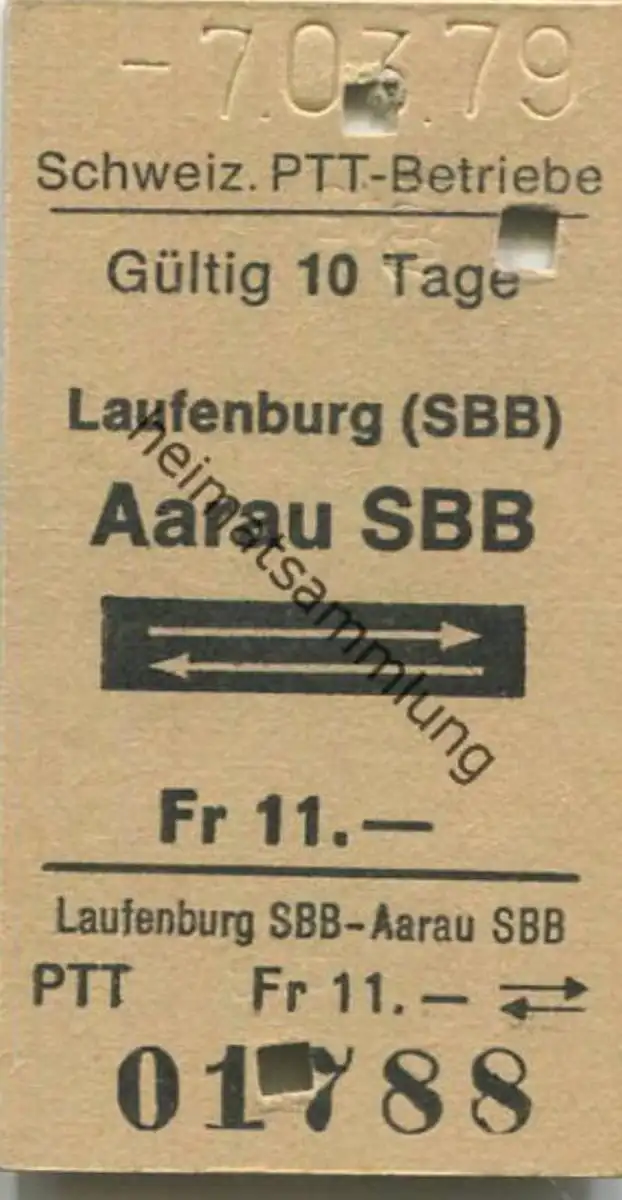 - 7.03.79
Schweiz. PTT-Betriebe
Gültig 10 Tage
Laufenburg (SBB)
Aarau SBB
heimatsammlung
Fr 11.—
Laufenburg SBB-Aarau SBB
PTT Fr 11.— ⇄
01788